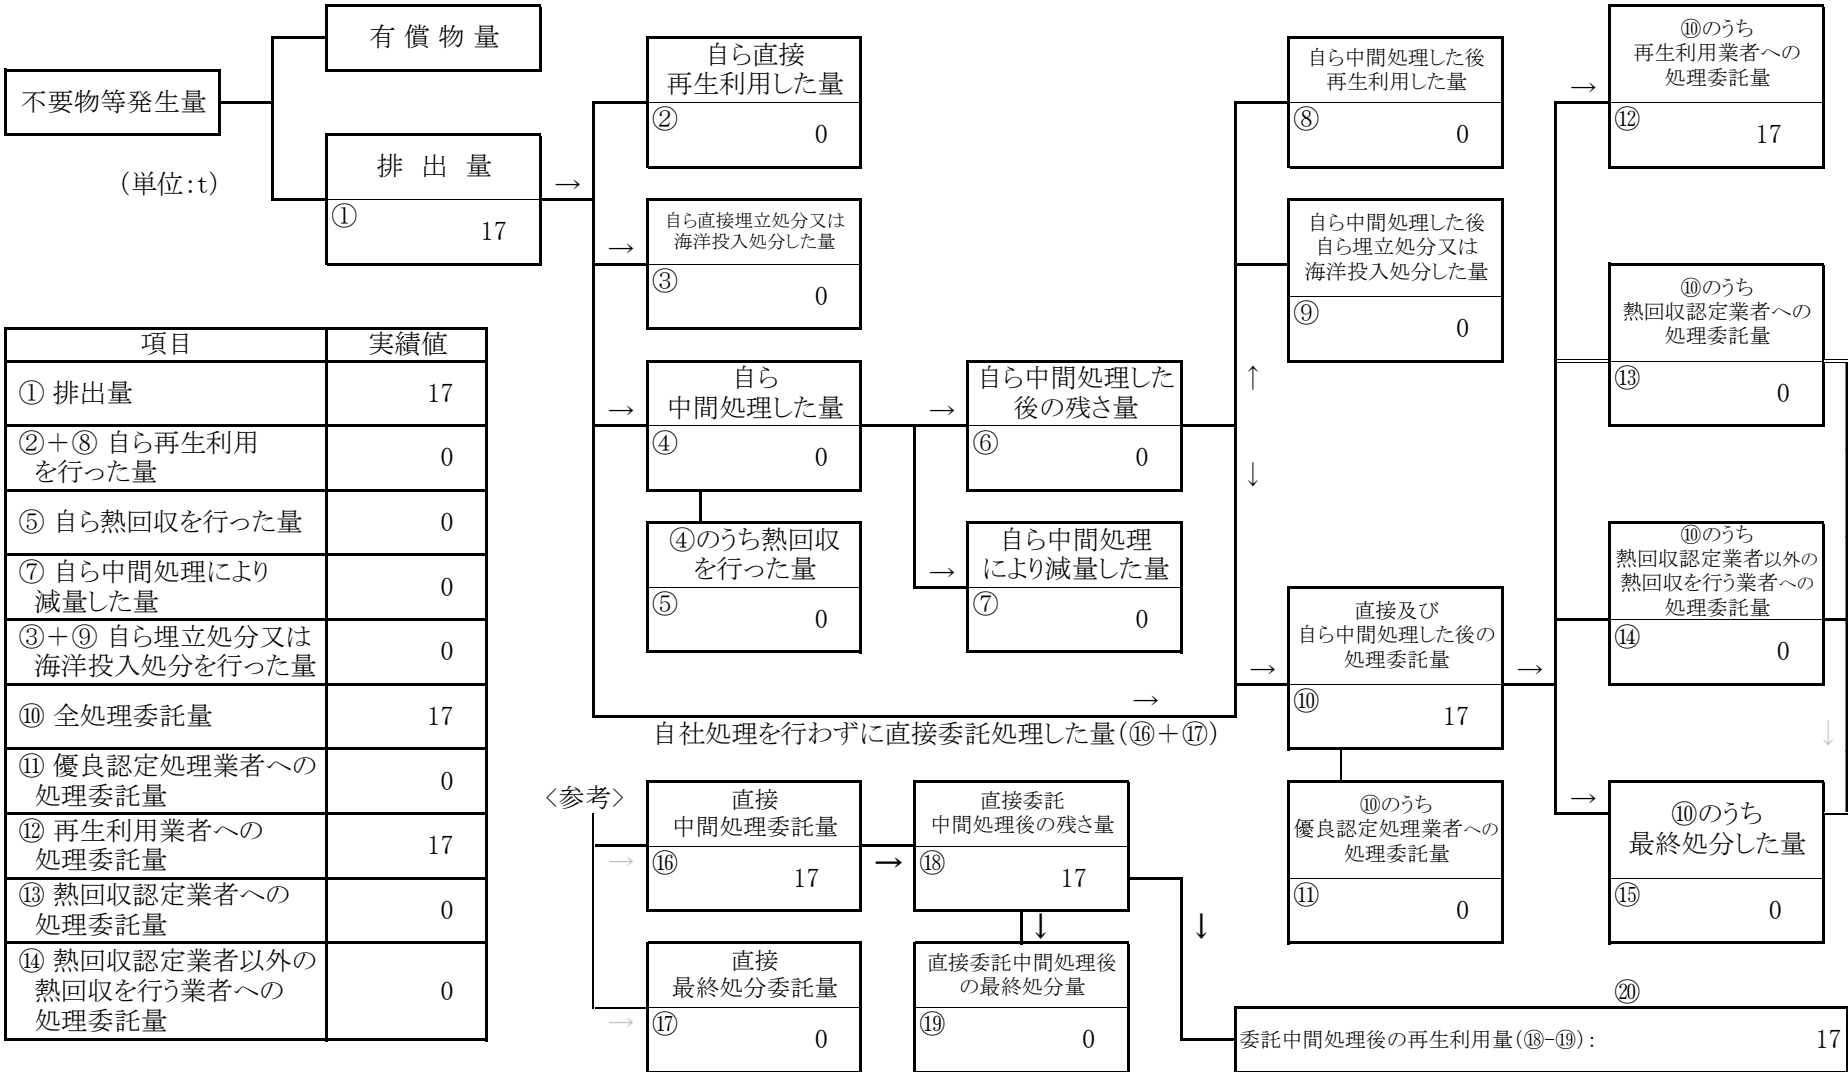 有 償 物 量
不要物等発生量
(単位:t)
排 出 量
→
①
17
自ら直接
再生利用した量
②
0
→
自ら直接埋立処分又は
海洋投入処分した量
③
0
→
自ら
中間処理した量
④
0
④のうち熱回収
を行った量
⑤
0
→
自ら中間処理した
後の残さ量
⑥
0
→
自ら中間処理
により減量した量
⑦
0
自ら中間処理した後
再生利用した量
⑧
0
自ら中間処理した後
自ら埋立処分又は
海洋投入処分した量
⑨
0
↑
↓
→
自社処理を行わずに直接委託処理した量(⑯+⑰)
→
直接及び
自ら中間処理した後の
処理委託量
⑩
17
→
⑩のうち
優良認定処理業者への
処理委託量
⑪
0
→
⑩のうち
再生利用業者への
処理委託量
⑫
17
⑩のうち
熱回収認定業者への
処理委託量
⑬
0
⑩のうち
熱回収認定業者以外の
熱回収を行う業者への
処理委託量
⑭
0
↓
→
⑩のうち
最終処分した量
⑮
0
項目 実績値
① 排出量 17
②+⑧ 自ら再生利用
を行った量 0
⑤ 自ら熱回収を行った量 0
⑦ 自ら中間処理により
減量した量 0
③+⑨ 自ら埋立処分又は
海洋投入処分を行った量 0
⑩ 全処理委託量 17
⑪ 優良認定処理業者への
処理委託量 0
⑫ 再生利用業者への
処理委託量 17
⑬ 熱回収認定業者への
処理委託量 0
⑭ 熱回収認定業者以外の
熱回収を行う業者への
処理委託量 0
<参考>
→
直接
中間処理委託量
⑯
17
→
直接委託
中間処理後の残さ量
⑱
17
↓
↓
→
直接
最終処分委託量
⑰
0
直接委託中間処理後
の最終処分量
⑲
0
⑳
委託中間処理後の再生利用量(⑱-⑲): 17